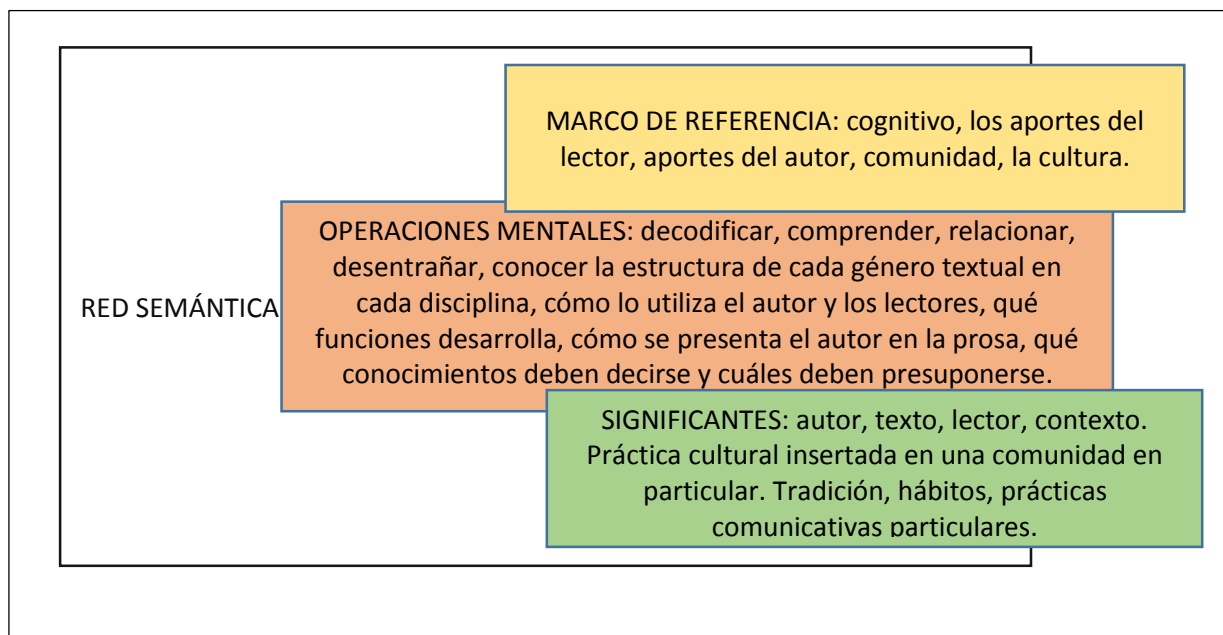 MARCO DE REFERENCIA: cognitivo, los aportes del
lector, aportes del autor, comunidad, la cultura.
OPERACIONES MENTALES: decodificar, comprender, relacionar,
desentrañar, conocer la estructura de cada género textual en
cada disciplina, cómo lo utiliza el autor y los lectores, qué
funciones desarrolla, cómo se presenta el autor en la prosa, qué
conocimientos deben decirse y cuáles deben presuponerse.
RED SEMÁNTICA
SIGNIFICANTES: autor, texto, lector, contexto.
Práctica cultural insertada en una comunidad en
particular. Tradición, hábitos, prácticas
comunicativas particulares.